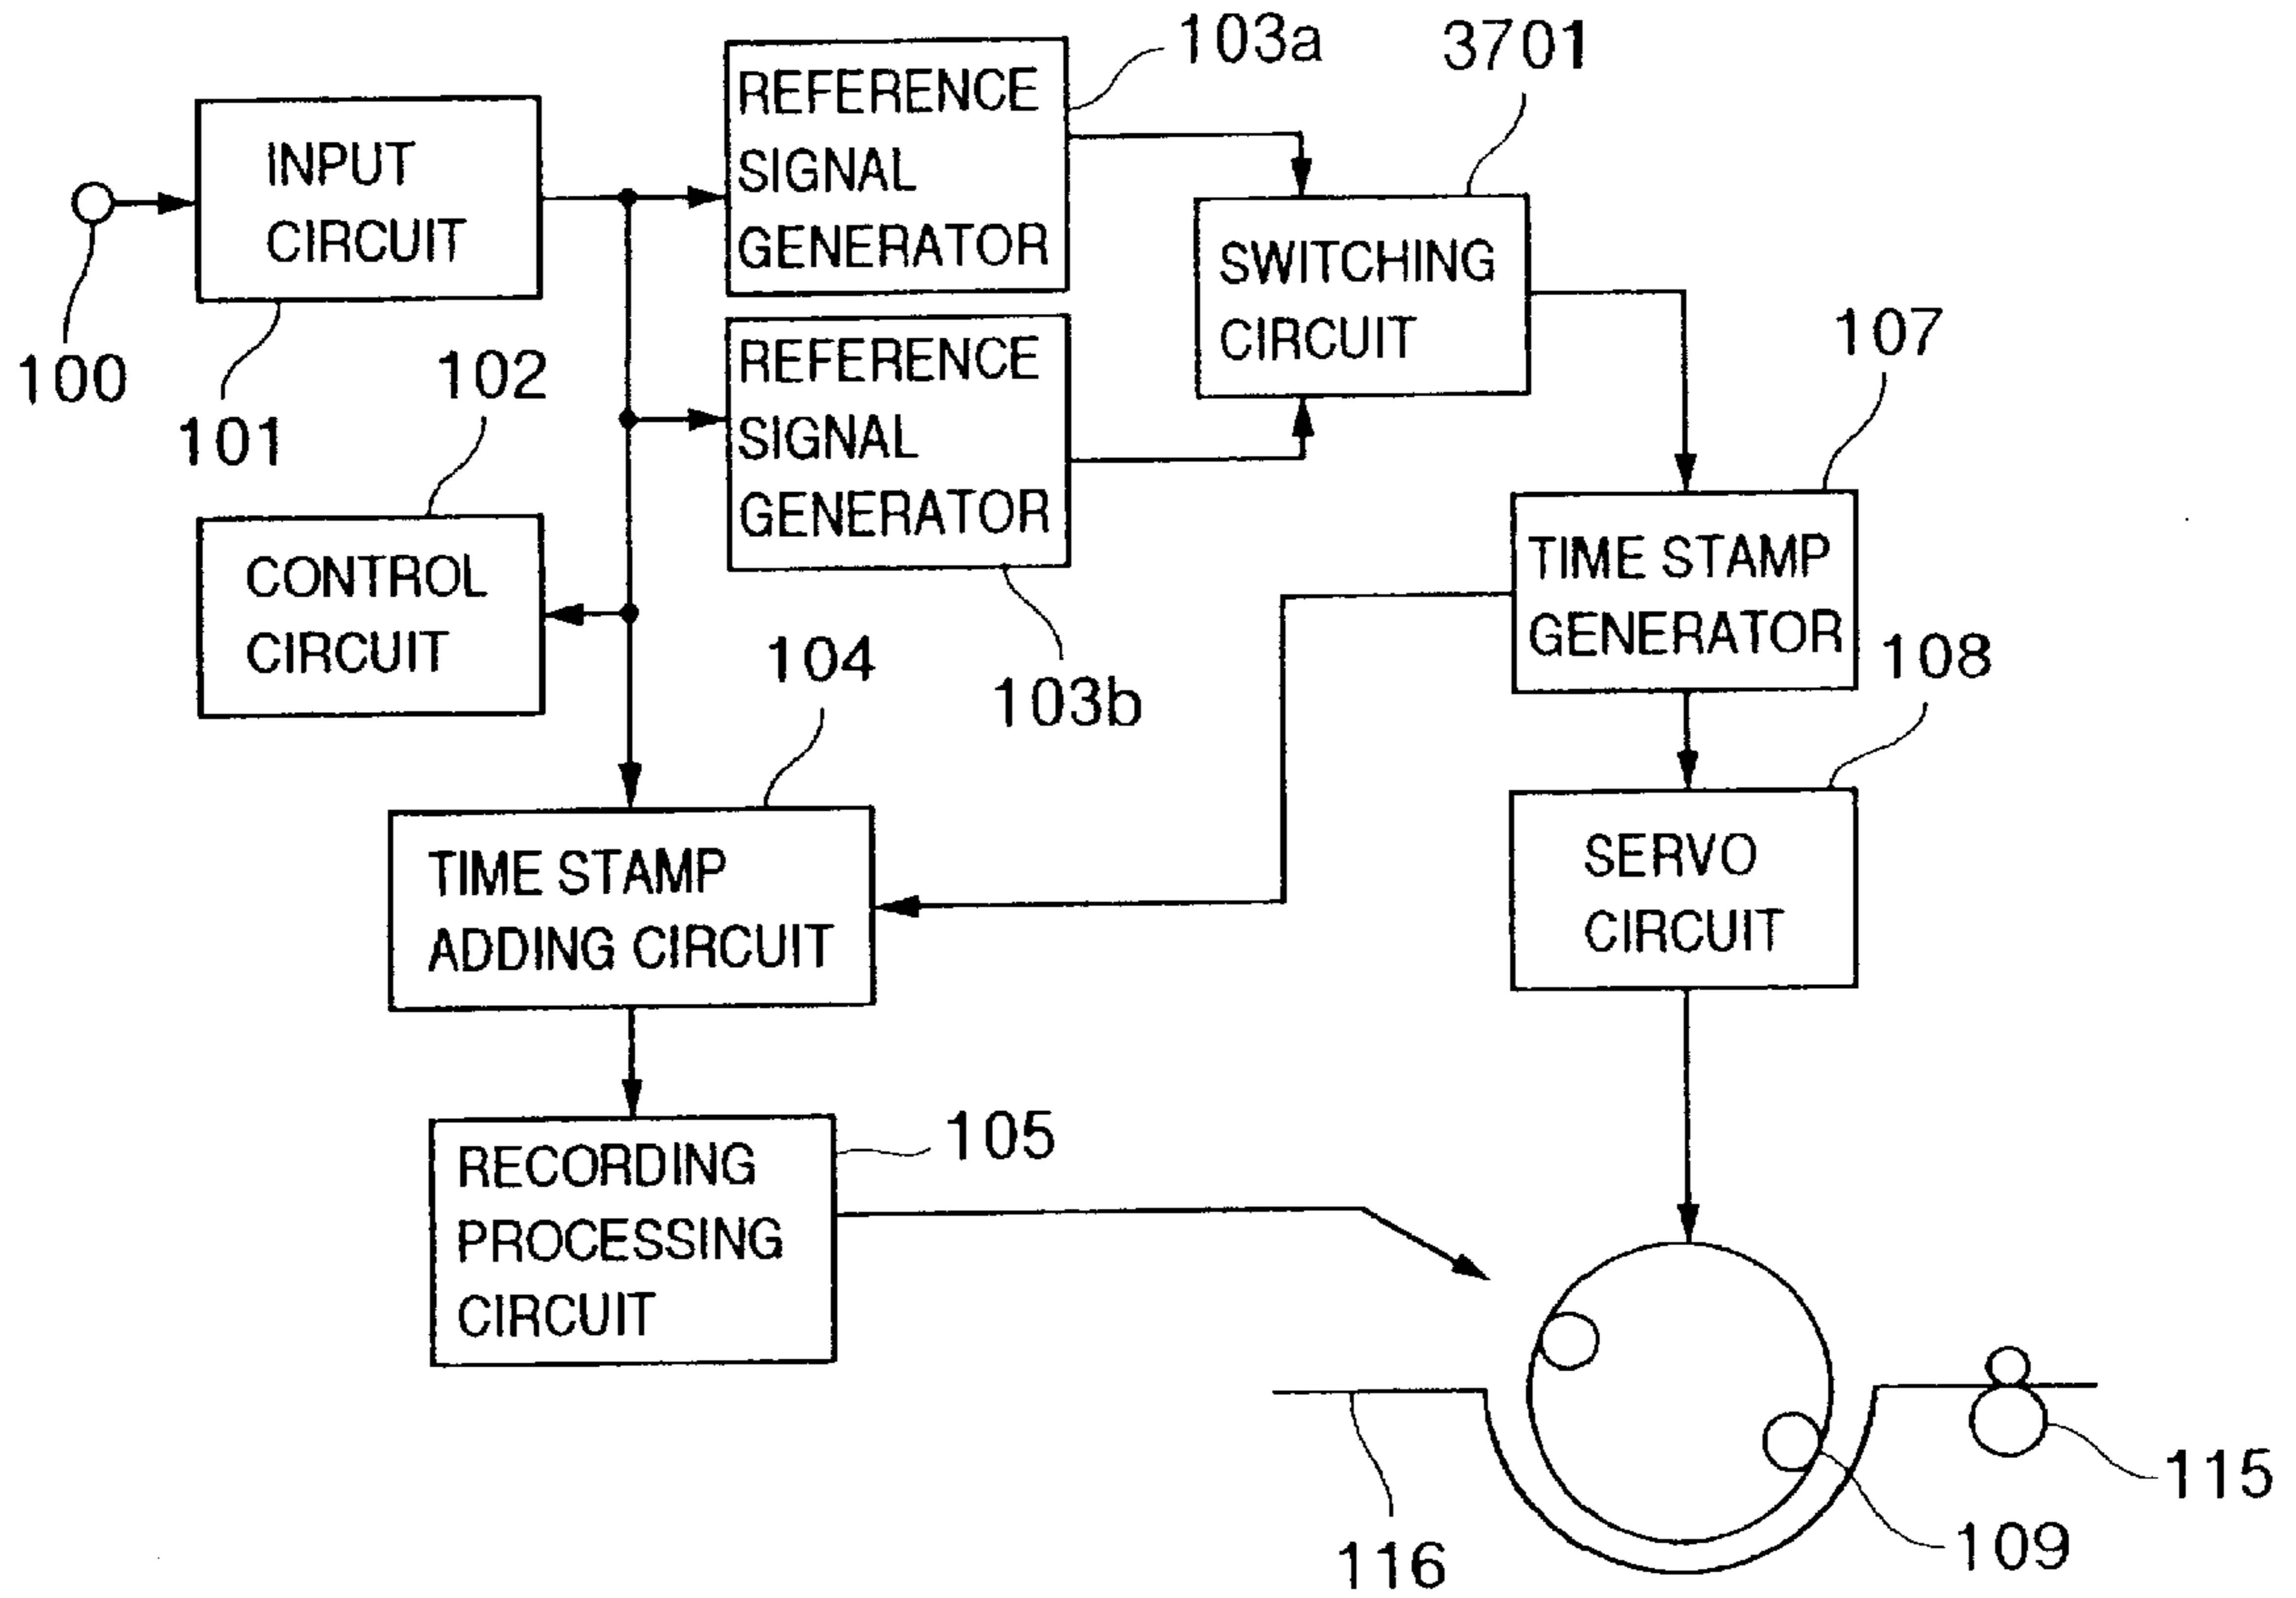 103a
3701
REFERENCE
SIGNAL
GENERATOR
INPUT
CIRCUIT
SWITCHING
CIRCUIT
100
101
102
107
REFERENCE
SIGNAL
GENERATOR
103b
CONTROL
CIRCUIT
TIME STAMP
GENERATOR
104
108
TIME STAMP
ADDING CIRCUIT
SERVO
CIRCUIT
105
RECORDING
PROCESSING
CIRCUIT
115
109
116